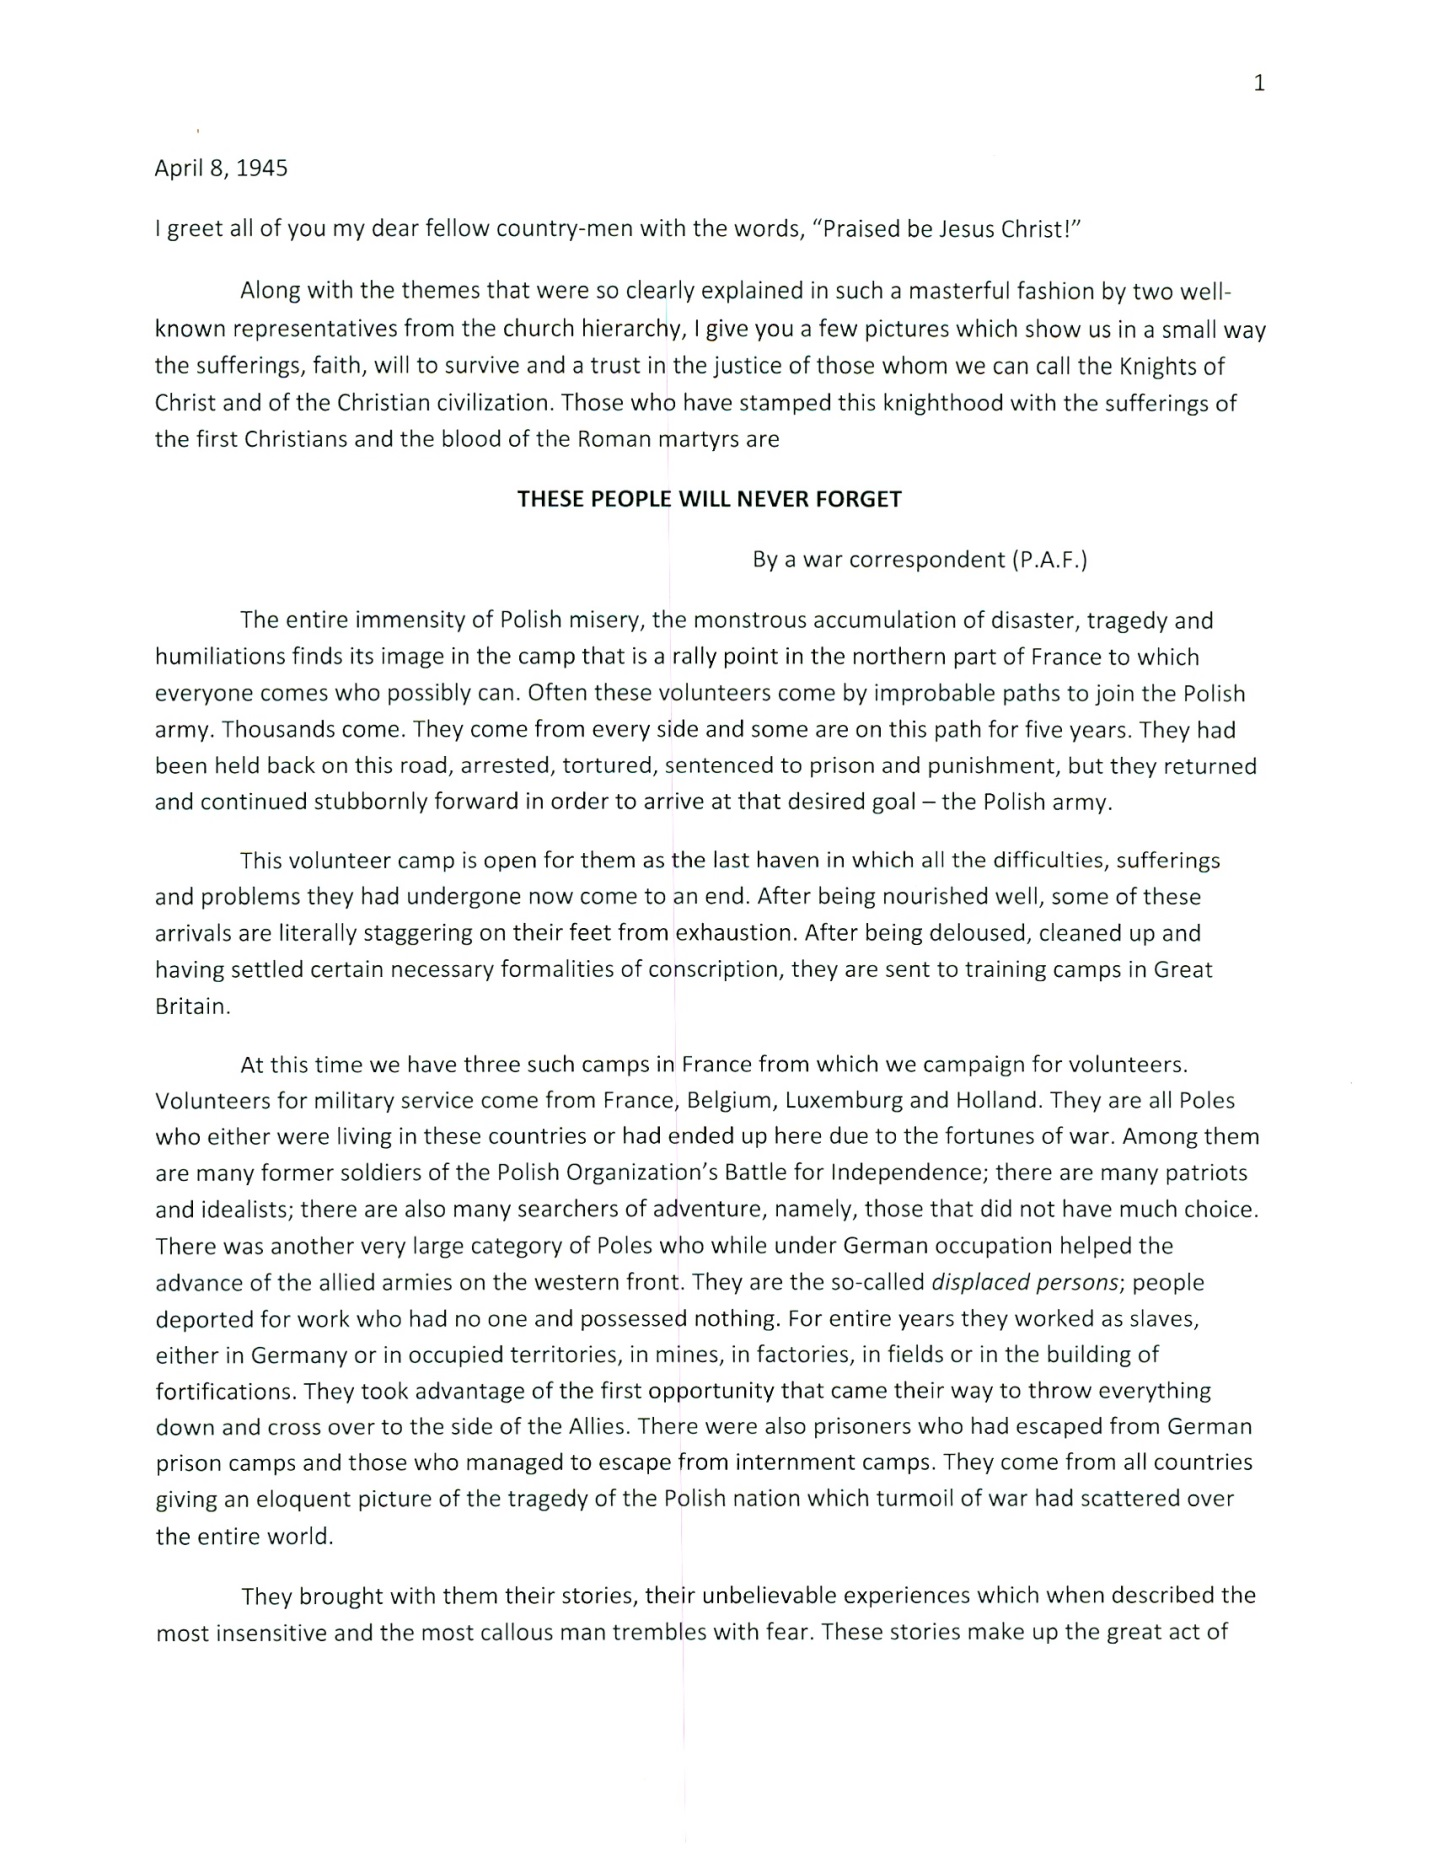 1
April 8, 1945
I greet all of you my dear fellow country-men with the words, “Praised be Jesus Christ!”
Along with the themes that were so clearly explained in such a masterful fashion by two well-
known representatives from the church hierarchy, I give you a few pictures which show us in a small way
the sufferings, faith, will to survive and a trust in the justice of those whom we can call the Knights of
Christ and of the Christian civilization. Those who have stamped this knighthood with the sufferings of
the first Christians and the blood of the Roman martyrs are
THESE PEOPLE WILL NEVER FORGET
By a war correspondent (P.A.F.)
The entire immensity of Polish misery, the monstrous accumulation of disaster, tragedy and
humiliations finds its image in the camp that is a rally point in the northern part of France to which
everyone comes who possibly can. Often these volunteers come by improbable paths to join the Polish
army. Thousands come. They come from every side and some are on this path for five years. They had
been held back on this road, arrested, tortured, sentenced to prison and punishment, but they returned
and continued stubbornly forward in order to arrive at that desired goal – the Polish army.
This volunteer camp is open for them as the last haven in which all the difficulties, sufferings
and problems they had undergone now come to an end. After being nourished well, some of these
arrivals are literally staggering on their feet from exhaustion. After being deloused, cleaned up and
having settled certain necessary formalities of conscription, they are sent to training camps in Great
Britain.
At this time we have three such camps in France from which we campaign for volunteers.
Volunteers for military service come from France, Belgium, Luxemburg and Holland. They are all Poles
who either were living in these countries or had ended up here due to the fortunes of war. Among them
are many former soldiers of the Polish Organization’s Battle for Independence; there are many patriots
and idealists; there are also many searchers of adventure, namely, those that did not have much choice.
There was another very large category of Poles who while under German occupation helped the
advance of the allied armies on the western front. They are the so-called displaced persons; people
deported for work who had no one and possessed nothing. For entire years they worked as slaves,
either in Germany or in occupied territories, in mines, in factories, in fields or in the building of
fortifications. They took advantage of the first opportunity that came their way to throw everything
down and cross over to the side of the Allies. There were also prisoners who had escaped from German
prison camps and those who managed to escape from internment camps. They come from all countries
giving an eloquent picture of the tragedy of the Polish nation which turmoil of war had scattered over
the entire world.
They brought with them their stories, their unbelievable experiences which when described the
most insensitive and the most callous man trembles with fear. These stories make up the great act of